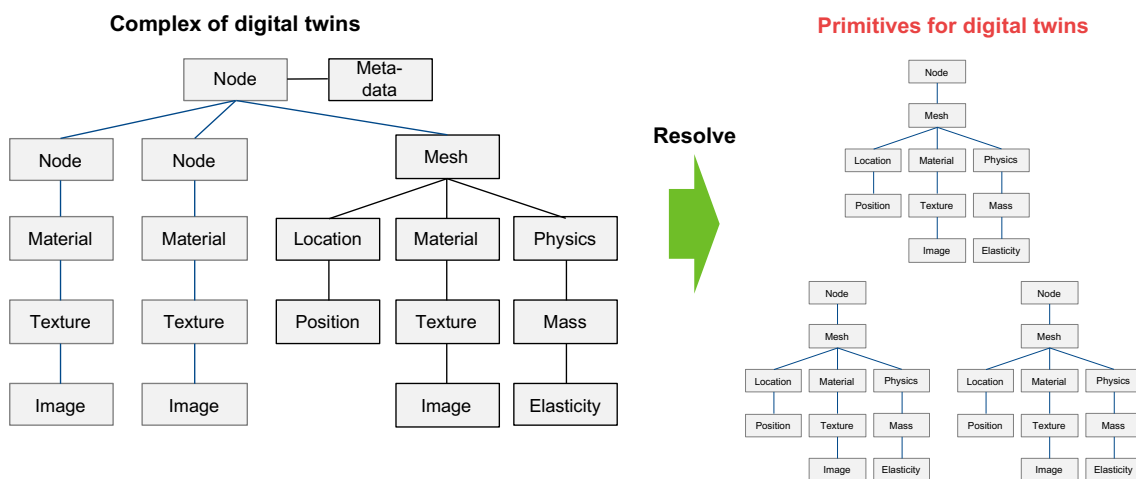 Complex of digital twins
Node
Meta-
data
Node
Node
Mesh
Material
Material
Location
Material
Physics
Texture
Texture
Position
Texture
Mass
Image
Image
Image
Elasticity
Resolve
Primitives for digital twins
Node
Mesh
Location
Material
Physics
Position
Texture
Mass
Image
Elasticity
Node
Mesh
Location
Material
Physics
Position
Texture
Mass
Image
Elasticity
Node
Mesh
Location
Material
Physics
Position
Texture
Mass
Image
Elasticity